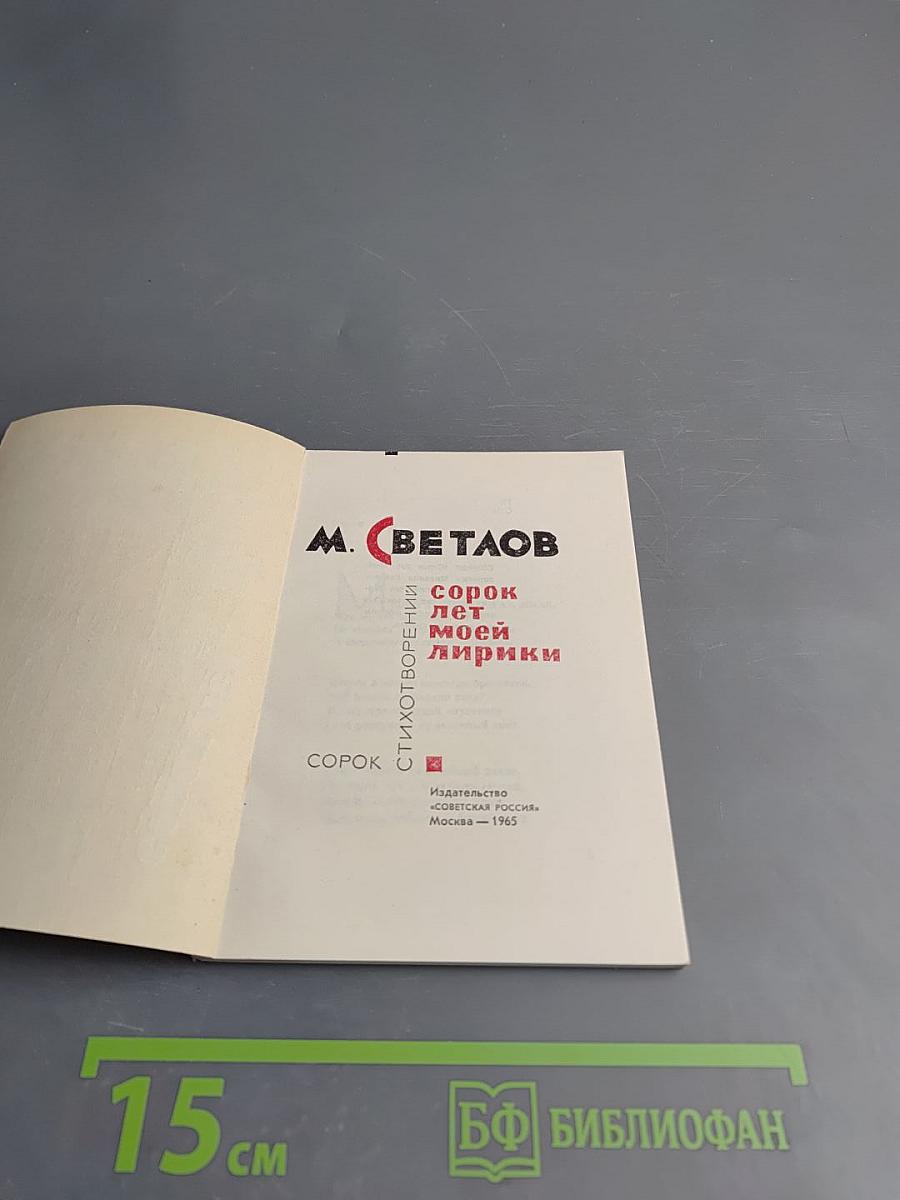 М. СВЕТЛОВ
сорок
лет
моей
лирики
СОРОК
СТИХОТВОРЕНИЙ
Издательство
«СОВЕТСКАЯ РОССИЯ»
Москва — 1965
15 см
БФ БИБЛИОФАН